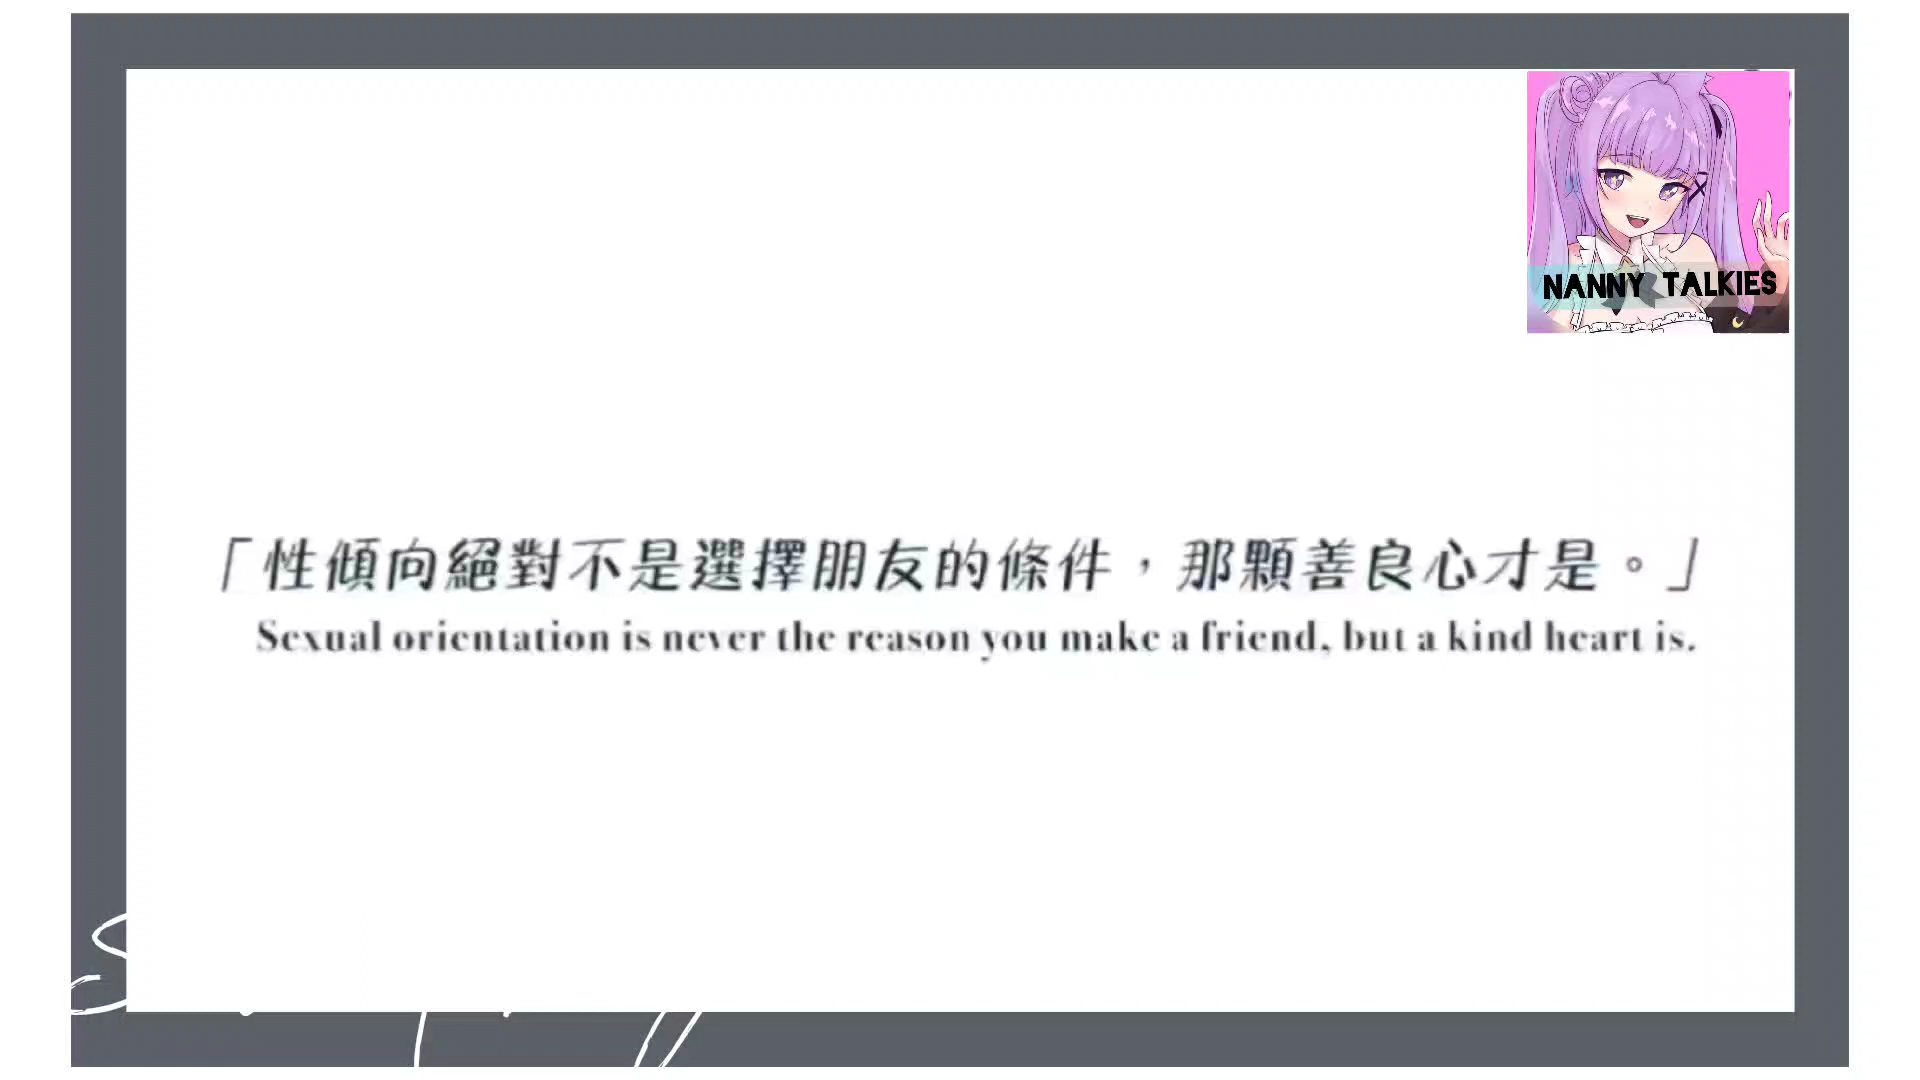 NANNY TALKIES
「性傾向絕對不是選擇朋友的條件，那顆善良心才是。」
Sexual orientation is never the reason you make a friend, but a kind heart is.